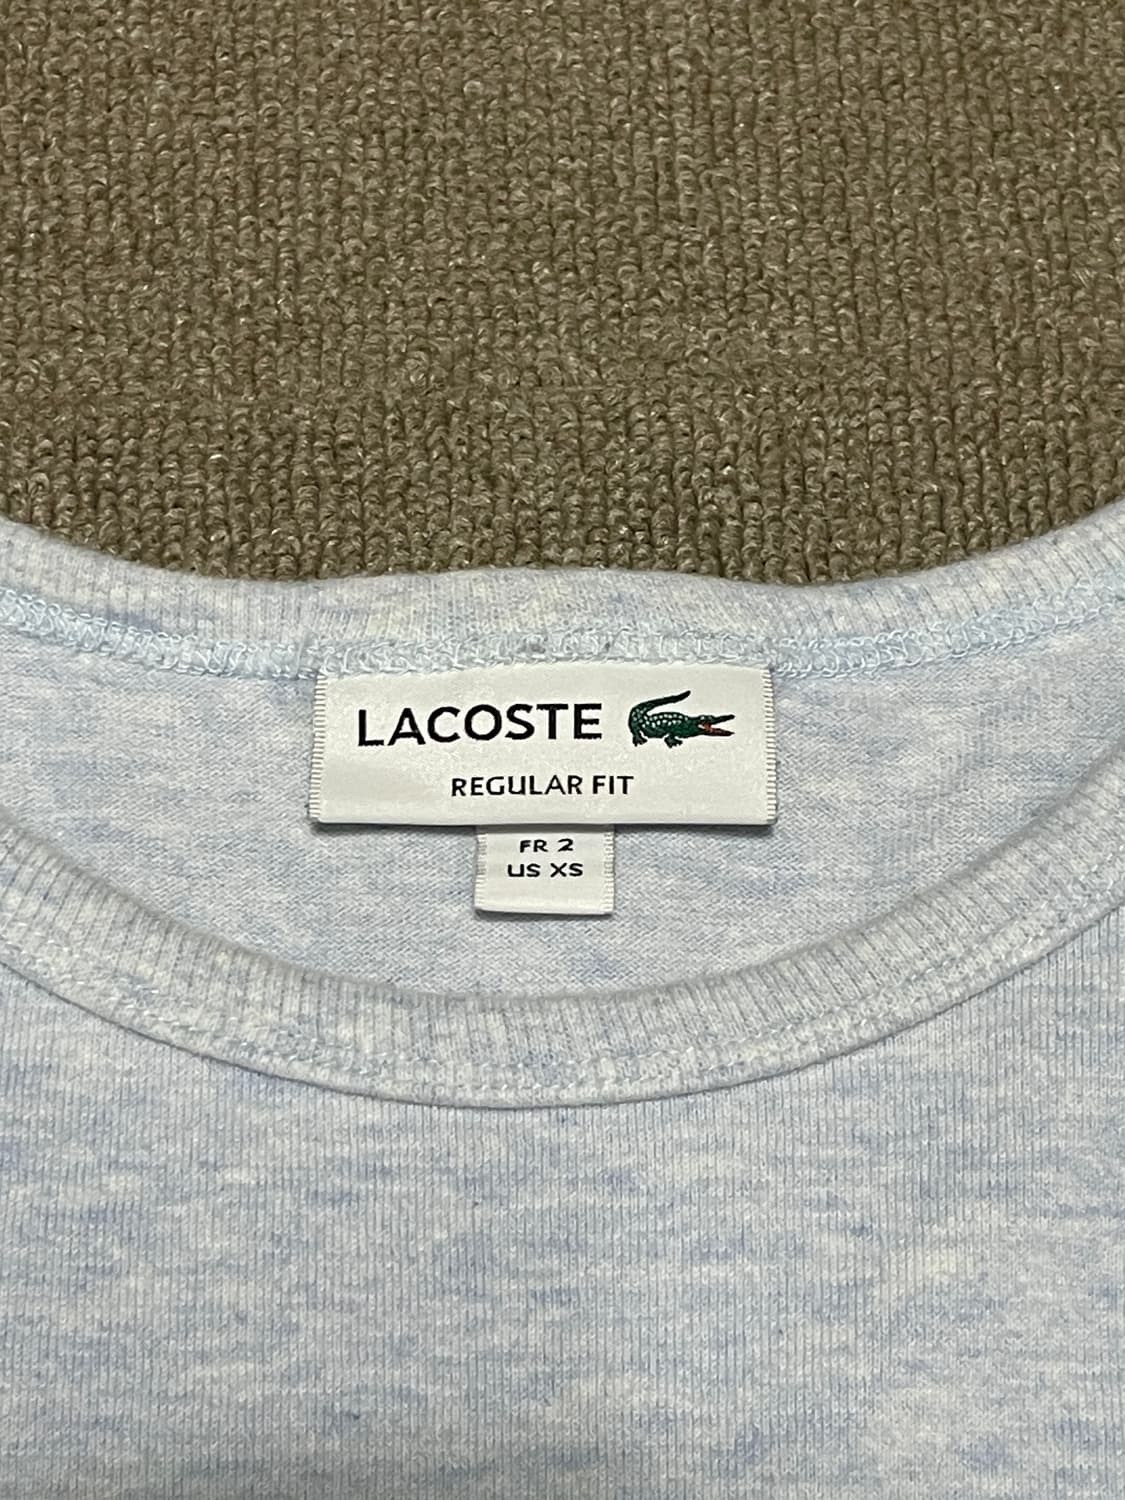 LACOSTE
REGULAR FIT
FR 2
US XS